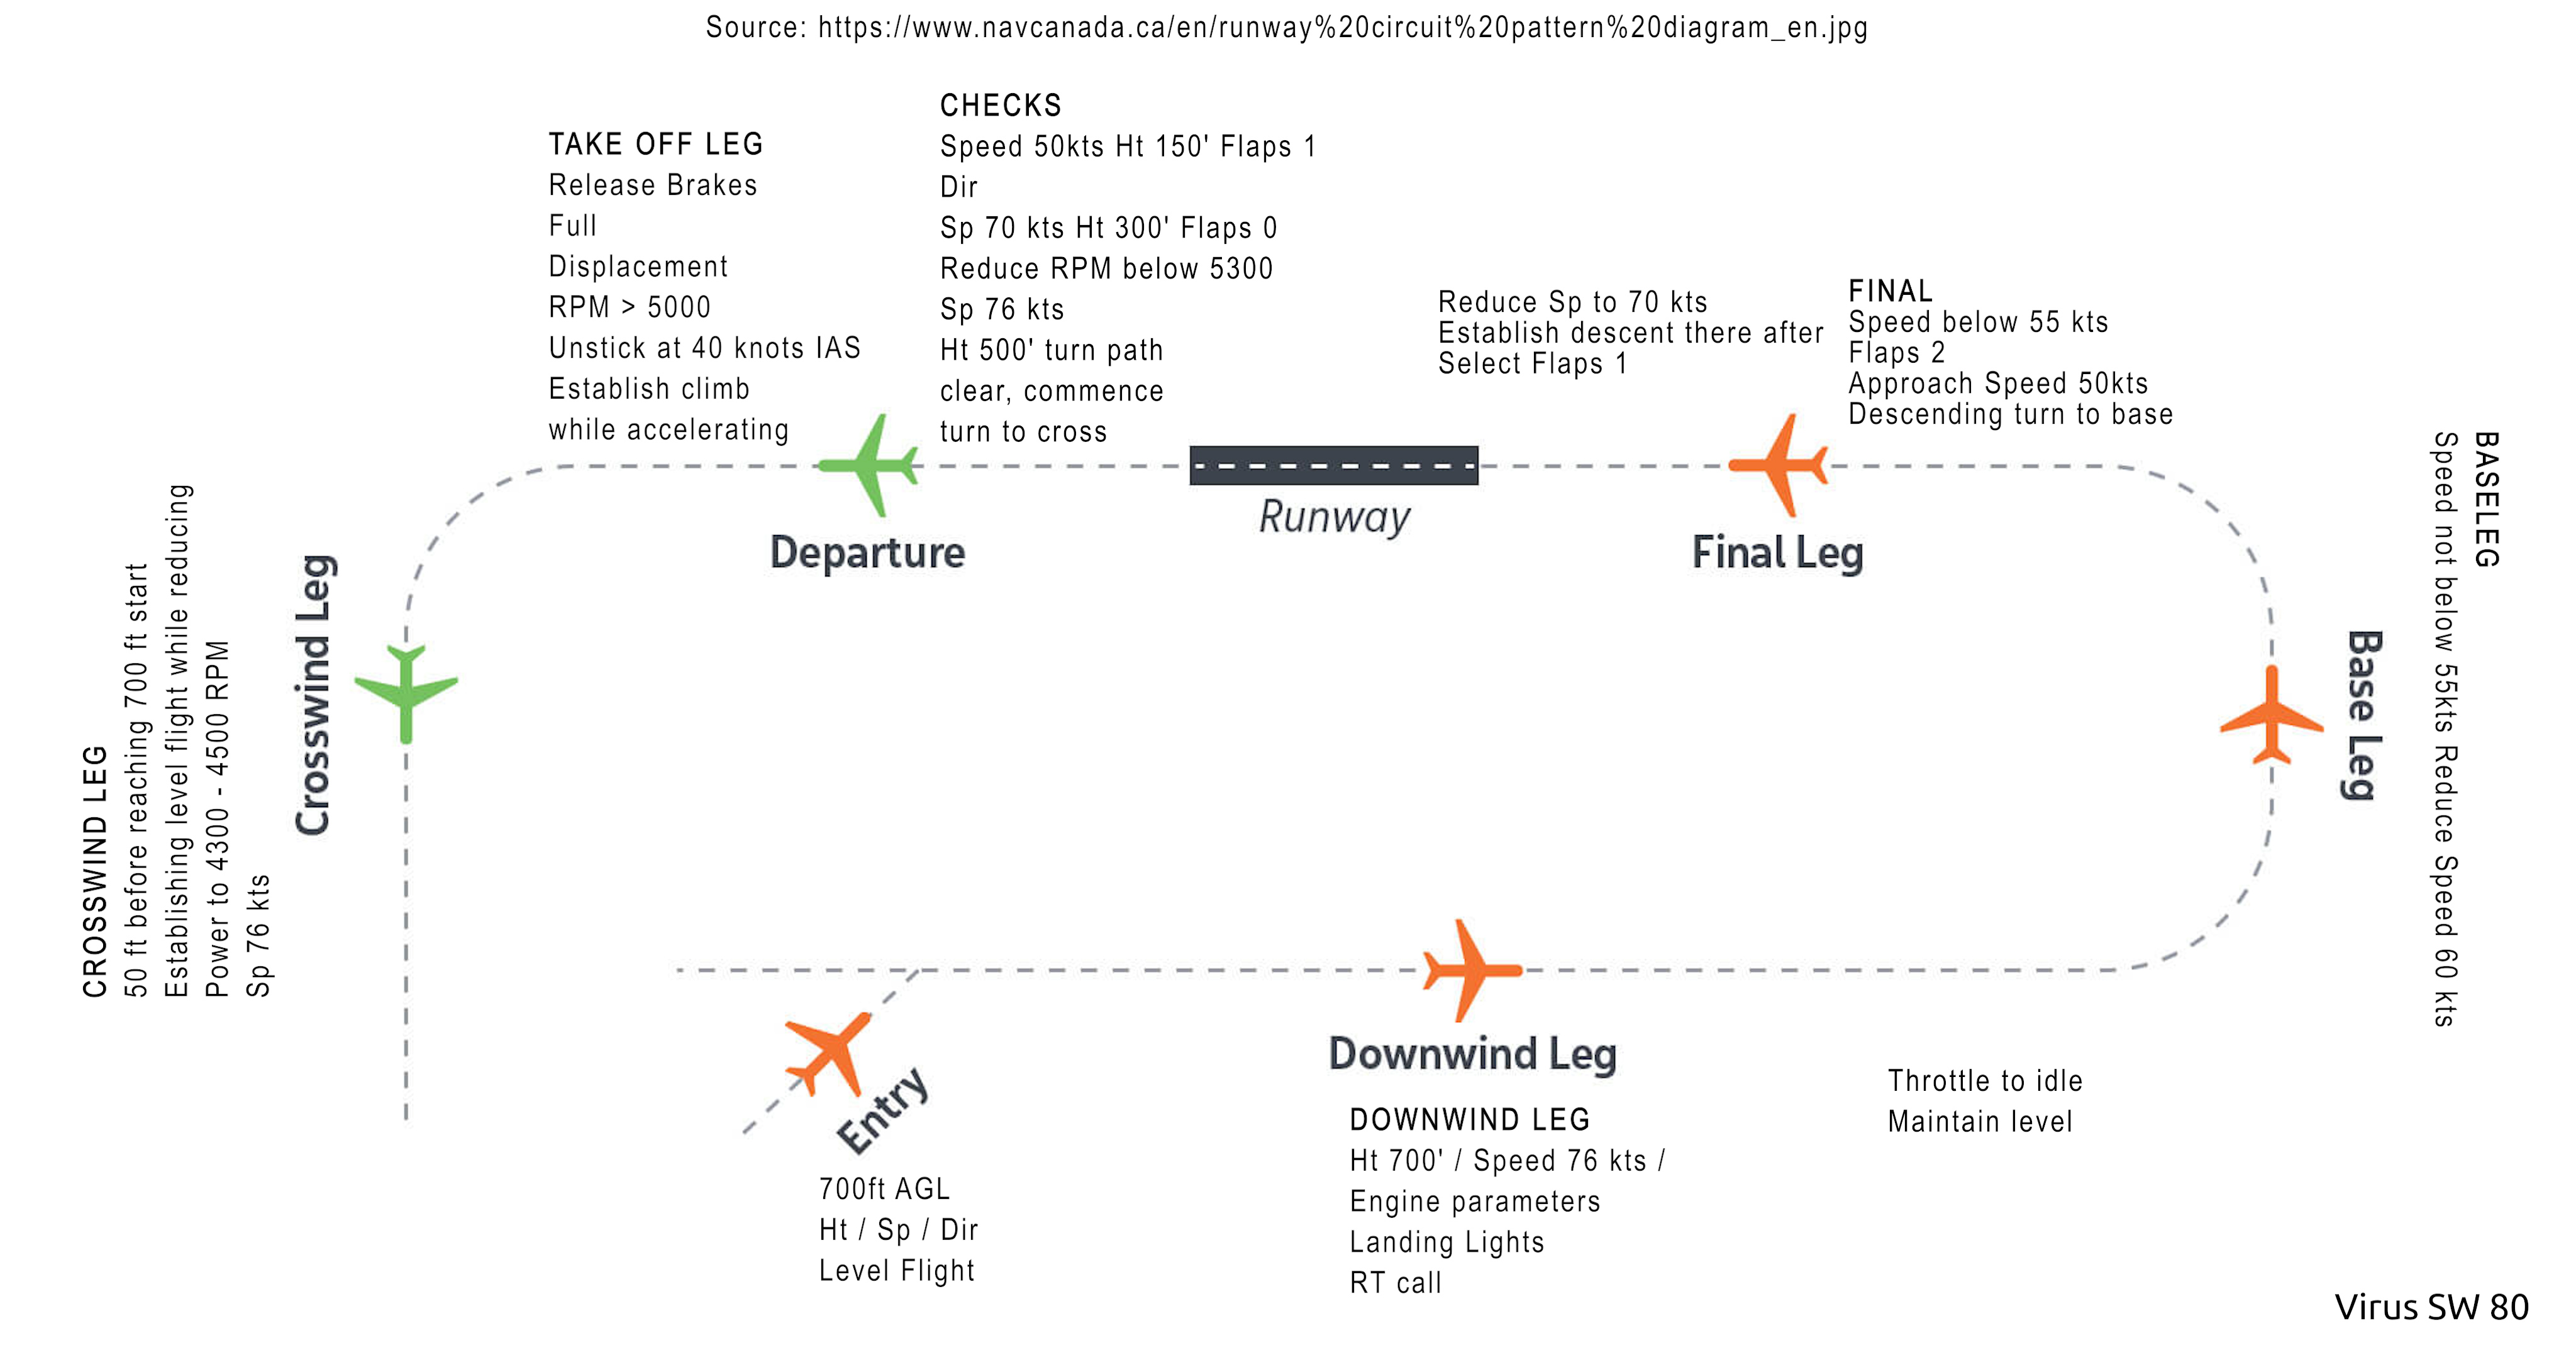 Source: https://www.navcanada.ca/en/runway%20circuit%20pattern%20diagram_en.jpg
TAKE OFF LEG
Release Brakes
Full
Displacement
RPM > 5000
Unstick at 40 knots IAS
Establish climb
while accelerating
CHECKS
Speed 50kts Ht 150' Flaps 1
Dir
Sp 70 kts Ht 300' Flaps 0
Reduce RPM below 5300
Sp 76 kts
Ht 500' turn path
clear, commence
turn to cross
Reduce Sp to 70 kts
Establish descent there after
Select Flaps 1
FINAL
Speed below 55 kts
Flaps 2
Approach Speed 50kts
Descending turn to base
Departure
Runway
Final Leg
CROSSWIND LEG
50 ft before reaching 700 ft start
Establishing level flight while reducing
Power to 4300 - 4500 RPM
Sp 76 kts
Crosswind Leg
Base Leg
BASELEG
Speed not below 55kts Reduce Speed 60 kts
Entry
700ft AGL
Ht / Sp / Dir
Level Flight
Downwind Leg
DOWNWIND LEG
Ht 700' / Speed 76 kts /
Engine parameters
Landing Lights
RT call
Throttle to idle
Maintain level
Virus SW 80